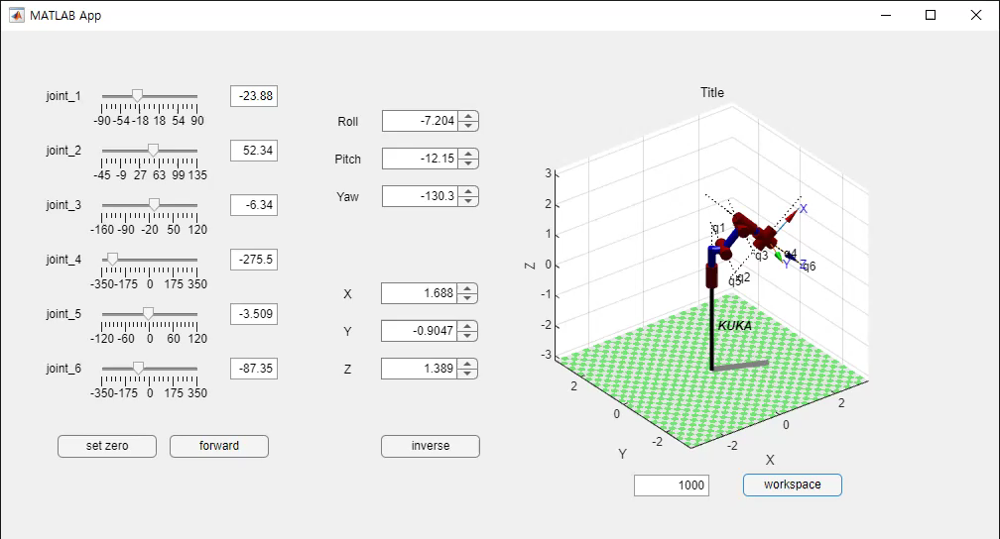 MATLAB App
joint_1
-23.88
-90 -54 -18 18 54 90
joint_2
52.34
-45 -9 27 63 99 135
joint_3
-6.34
-160 -90 -20 50 120
joint_4
-275.5
-350 -175 0 175 350
joint_5
-3.509
-120 -60 0 60 120
joint_6
-87.35
-350 -175 0 175 350
set zero
forward
Roll
-7.204
Pitch
-12.15
Yaw
-130.3
X
1.688
Y
-0.9047
Z
1.389
inverse
Title
3
2
1
0
-1
-2
-3
Z
q1
X
q3
q4
Y
Z
q6
q5
q2
KUKA
2
0
-2
Y
-2
0
2
X
1000
workspace